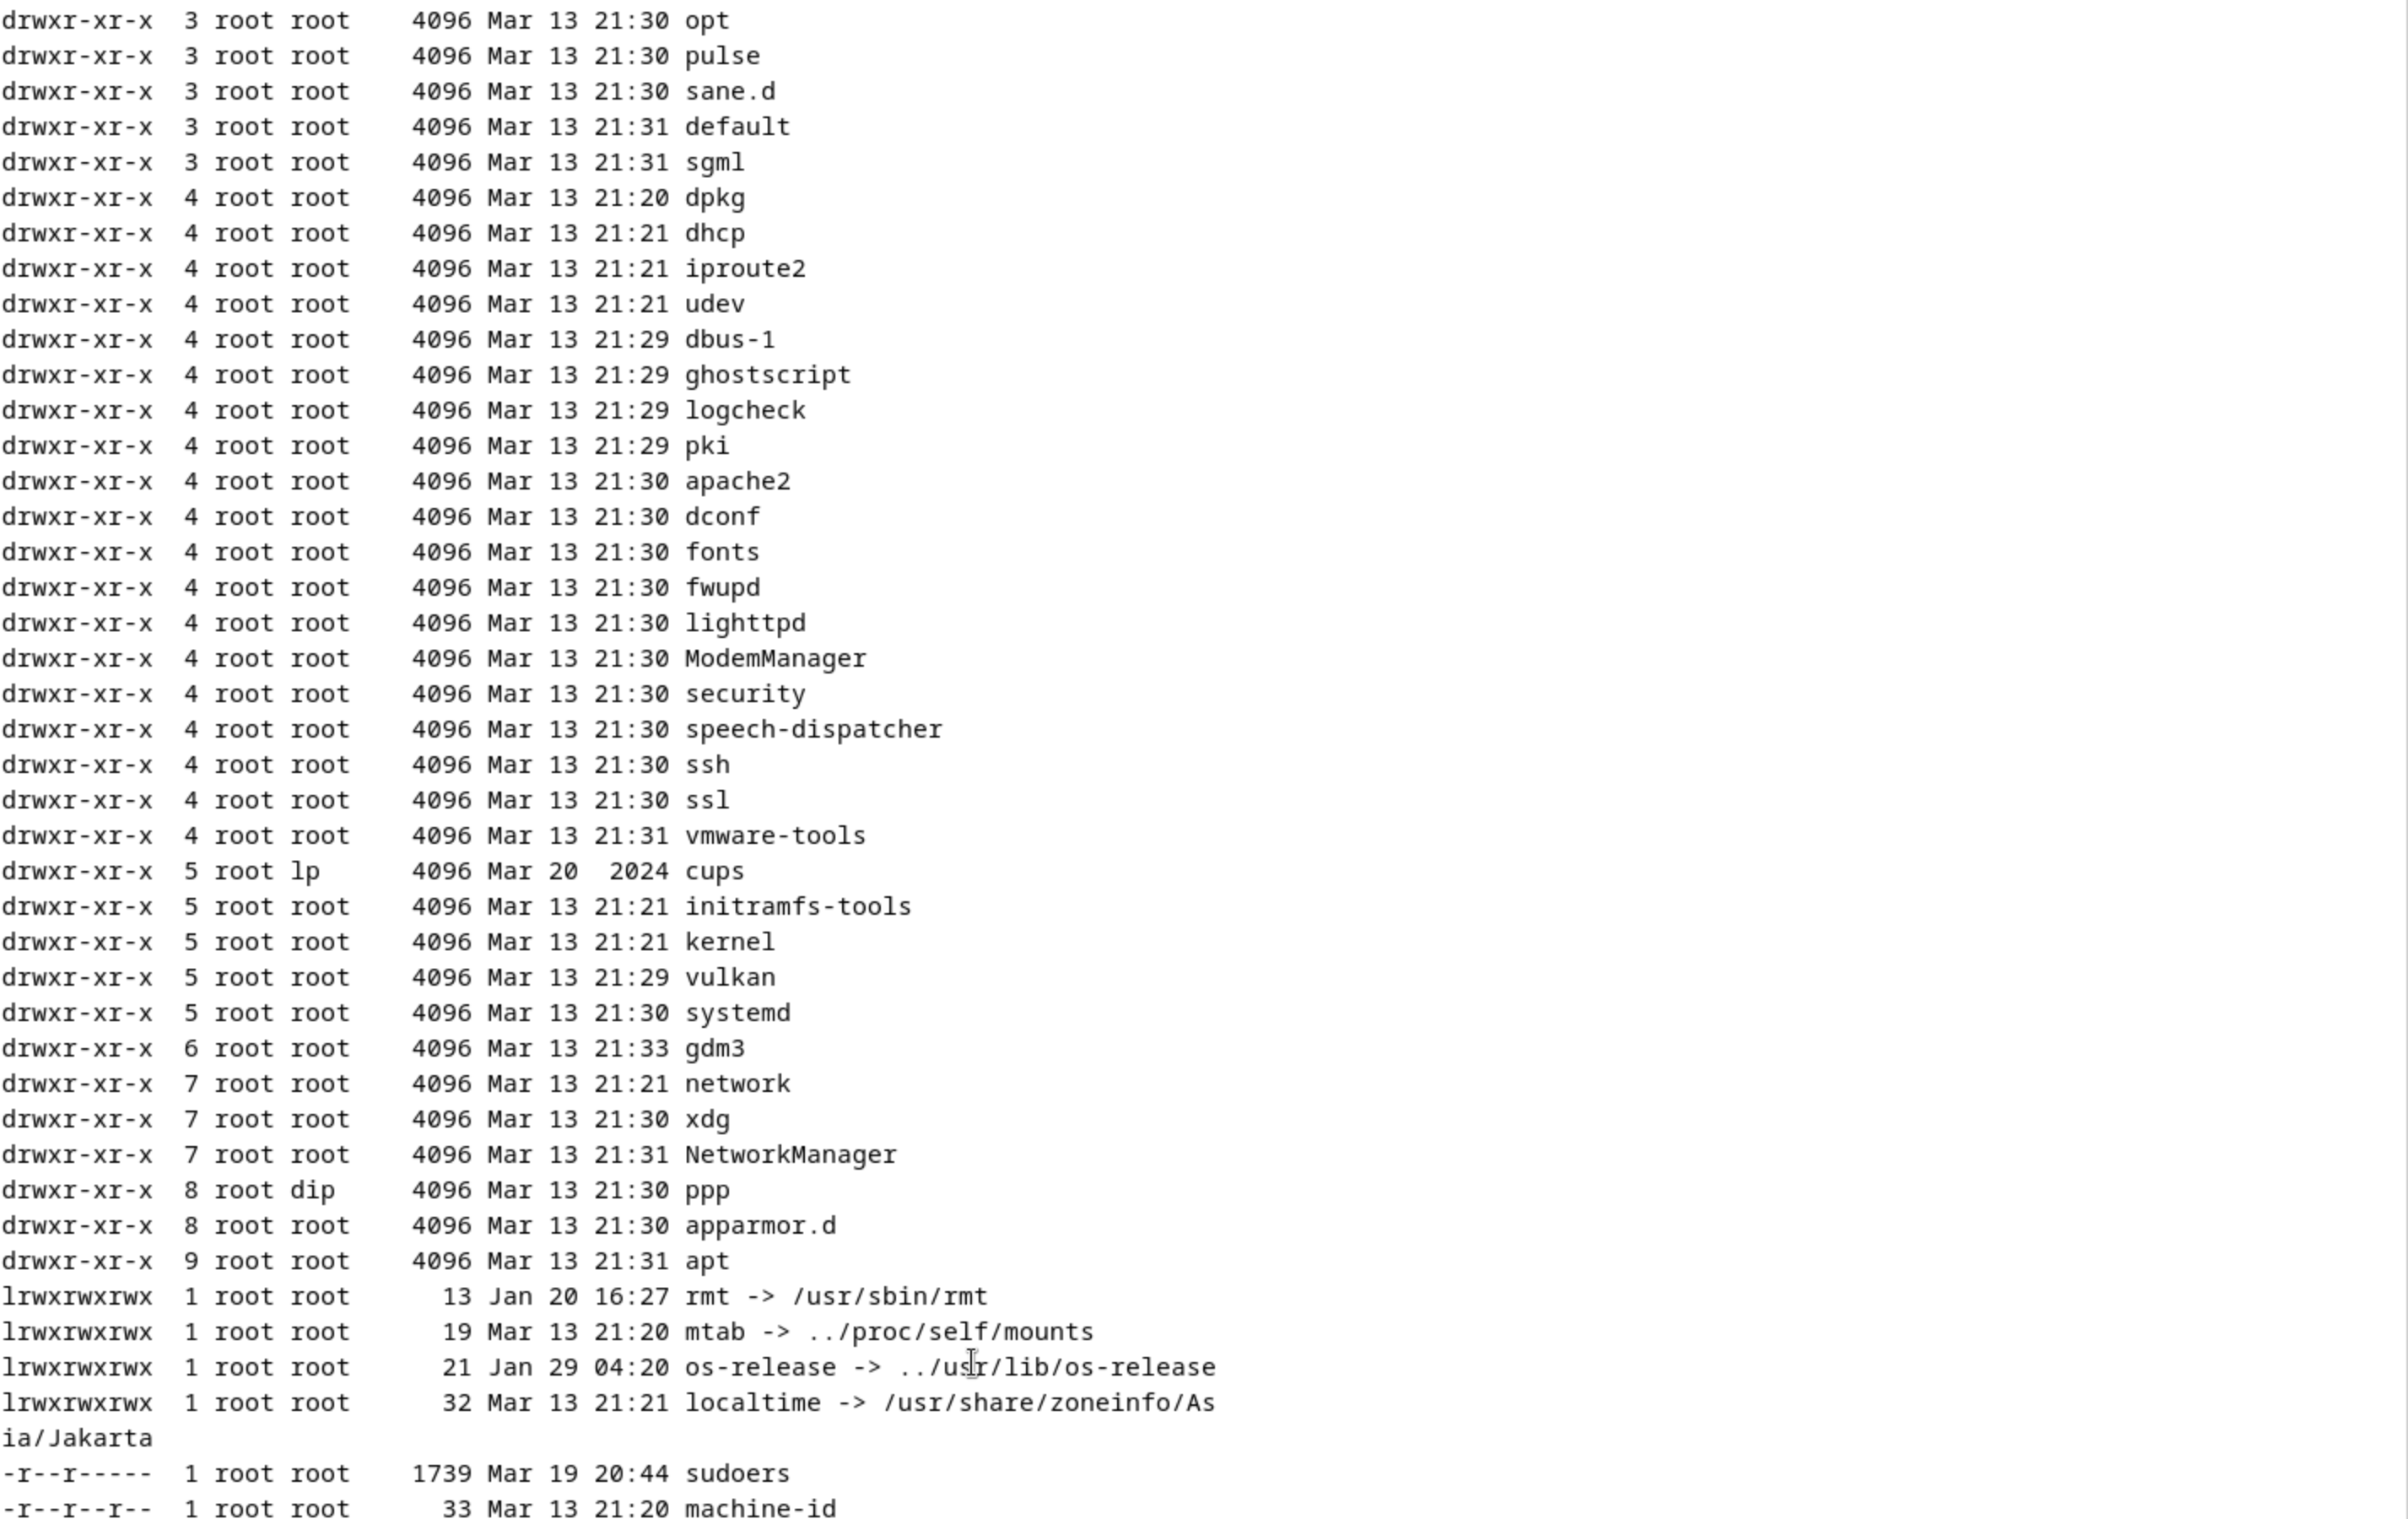 drwxr-xr-x  3 root root    4096 Mar 13 21:30 opt
drwxr-xr-x  3 root root    4096 Mar 13 21:30 pulse
drwxr-xr-x  3 root root    4096 Mar 13 21:30 sane.d
drwxr-xr-x  3 root root    4096 Mar 13 21:31 default
drwxr-xr-x  3 root root    4096 Mar 13 21:31 sgml
drwxr-xr-x  4 root root    4096 Mar 13 21:20 dpkg
drwxr-xr-x  4 root root    4096 Mar 13 21:21 dhcp
drwxr-xr-x  4 root root    4096 Mar 13 21:21 iproute2
drwxr-xr-x  4 root root    4096 Mar 13 21:21 udev
drwxr-xr-x  4 root root    4096 Mar 13 21:29 dbus-1
drwxr-xr-x  4 root root    4096 Mar 13 21:29 ghostscript
drwxr-xr-x  4 root root    4096 Mar 13 21:29 logcheck
drwxr-xr-x  4 root root    4096 Mar 13 21:29 pki
drwxr-xr-x  4 root root    4096 Mar 13 21:30 apache2
drwxr-xr-x  4 root root    4096 Mar 13 21:30 dconf
drwxr-xr-x  4 root root    4096 Mar 13 21:30 fonts
drwxr-xr-x  4 root root    4096 Mar 13 21:30 fwupd
drwxr-xr-x  4 root root    4096 Mar 13 21:30 lighttpd
drwxr-xr-x  4 root root    4096 Mar 13 21:30 ModemManager
drwxr-xr-x  4 root root    4096 Mar 13 21:30 security
drwxr-xr-x  4 root root    4096 Mar 13 21:30 speech-dispatcher
drwxr-xr-x  4 root root    4096 Mar 13 21:30 ssh
drwxr-xr-x  4 root root    4096 Mar 13 21:30 ssl
drwxr-xr-x  4 root root    4096 Mar 13 21:31 vmware-tools
drwxr-xr-x  5 root lp      4096 Mar 20  2024 cups
drwxr-xr-x  5 root root    4096 Mar 13 21:21 initramfs-tools
drwxr-xr-x  5 root root    4096 Mar 13 21:21 kernel
drwxr-xr-x  5 root root    4096 Mar 13 21:29 vulkan
drwxr-xr-x  5 root root    4096 Mar 13 21:30 systemd
drwxr-xr-x  6 root root    4096 Mar 13 21:33 gdm3
drwxr-xr-x  7 root root    4096 Mar 13 21:21 network
drwxr-xr-x  7 root root    4096 Mar 13 21:30 xdg
drwxr-xr-x  7 root root    4096 Mar 13 21:31 NetworkManager
drwxr-xr-x  8 root dip     4096 Mar 13 21:30 ppp
drwxr-xr-x  8 root root    4096 Mar 13 21:30 apparmor.d
drwxr-xr-x  9 root root    4096 Mar 13 21:31 apt
lrwxrwxrwx  1 root root      13 Jan 20 16:27 rmt -> /usr/sbin/rmt
lrwxrwxrwx  1 root root      19 Mar 13 21:20 mtab -> ../proc/self/mounts
lrwxrwxrwx  1 root root      21 Jan 29 04:20 os-release -> ../usr/lib/os-release
lrwxrwxrwx  1 root root      32 Mar 13 21:21 localtime -> /usr/share/zoneinfo/As
ia/Jakarta
-r--r-----  1 root root    1739 Mar 19 20:44 sudoers
-r--r--r--  1 root root      33 Mar 13 21:20 machine-id